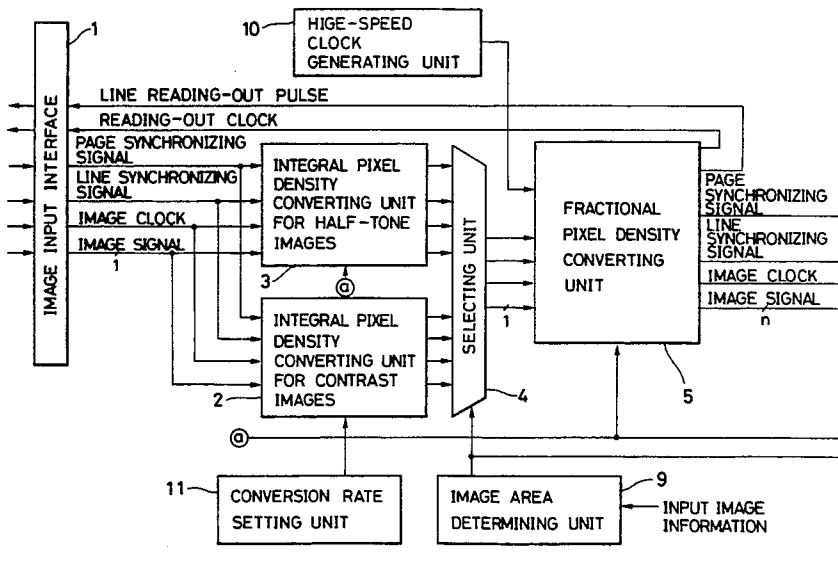 1
10
HIGE-SPEED
CLOCK
GENERATING UNIT
IMAGE INPUT INTERFACE
LINE READING-OUT PULSE
READING-OUT CLOCK
PAGE SYNCHRONIZING
SIGNAL
LINE SYNCHRONIZING
SIGNAL
IMAGE CLOCK
IMAGE SIGNAL
1
INTEGRAL PIXEL
DENSITY
CONVERTING UNIT
FOR HALF-TONE
IMAGES
3
a
INTEGRAL PIXEL
DENSITY
CONVERTING UNIT
FOR CONTRAST
IMAGES
2
SELECTING UNIT
4
1
FRACTIONAL
PIXEL DENSITY
CONVERTING
UNIT
5
PAGE
SYNCHRONIZING
SIGNAL
LINE
SYNCHRONIZING
SIGNAL
IMAGE CLOCK
IMAGE SIGNAL
n
a
11
CONVERSION RATE
SETTING UNIT
IMAGE AREA
DETERMINING UNIT
9
INPUT IMAGE
INFORMATION